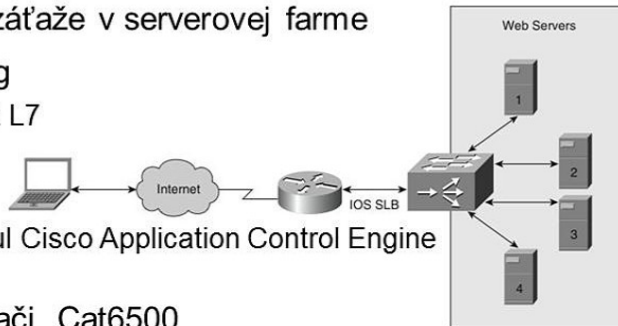 záťaže v serverovej farme
g
L7
ul Cisco Application Control Engine
ači Cat6500
Web Servers
1
2
3
4
Internet
IOS SLB